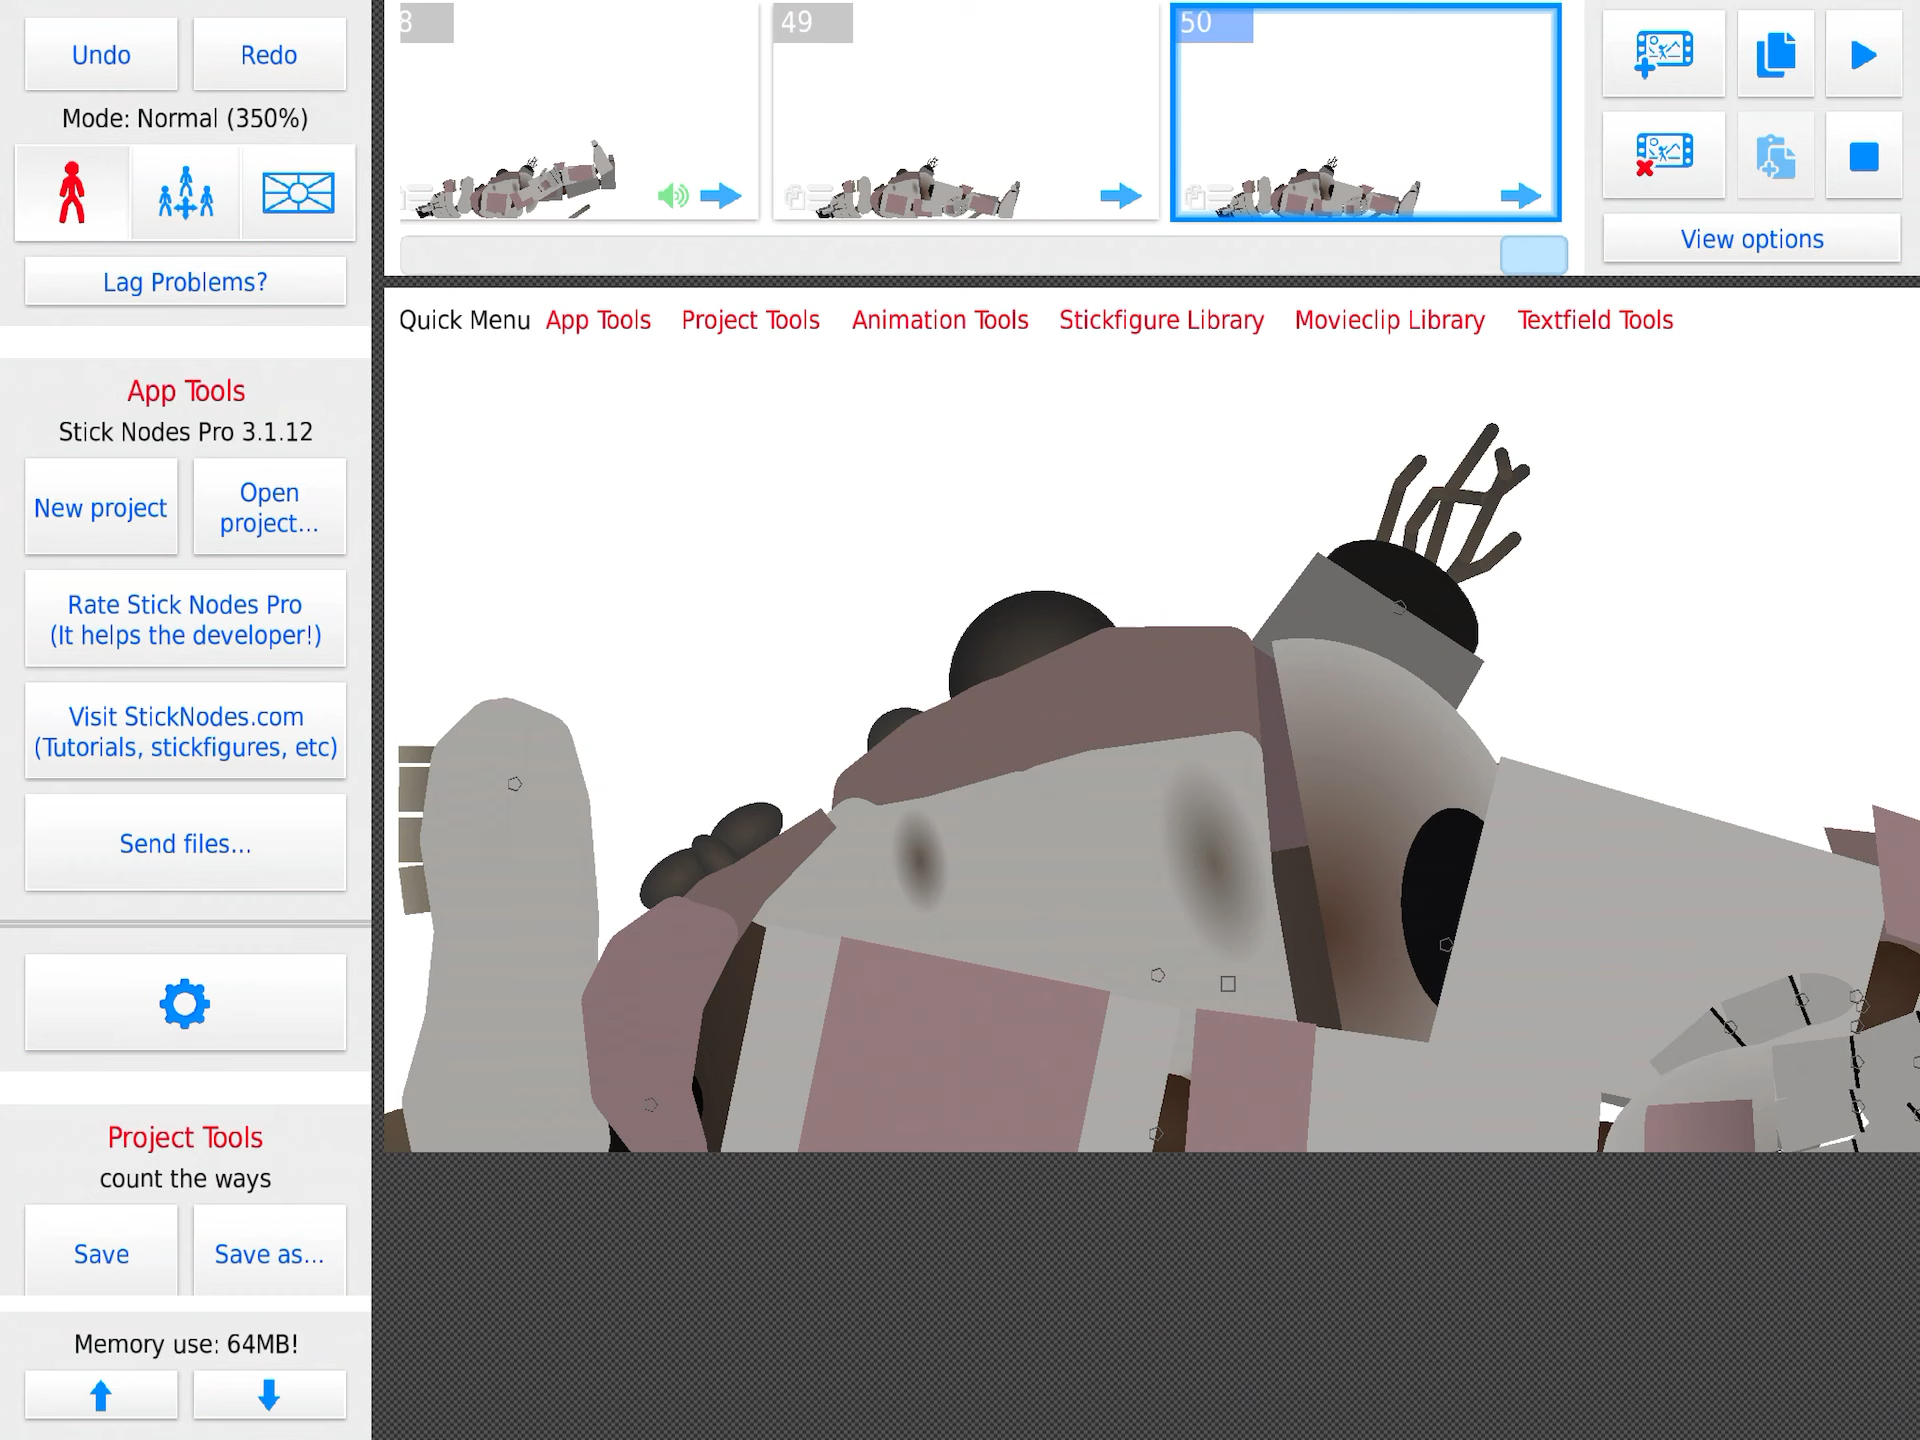 Undo
Redo
Mode: Normal (350%)
Lag Problems?
App Tools
Stick Nodes Pro 3.1.12
New project
Open
project...
Rate Stick Nodes Pro
(It helps the developer!)
Visit StickNodes.com
(Tutorials, stickfigures, etc)
Send files...
Project Tools
count the ways
Save
Save as...
Memory use: 64MB!
8
49
50
View options
Quick Menu App Tools Project Tools Animation Tools Stickfigure Library Movieclip Library Textfield Tools